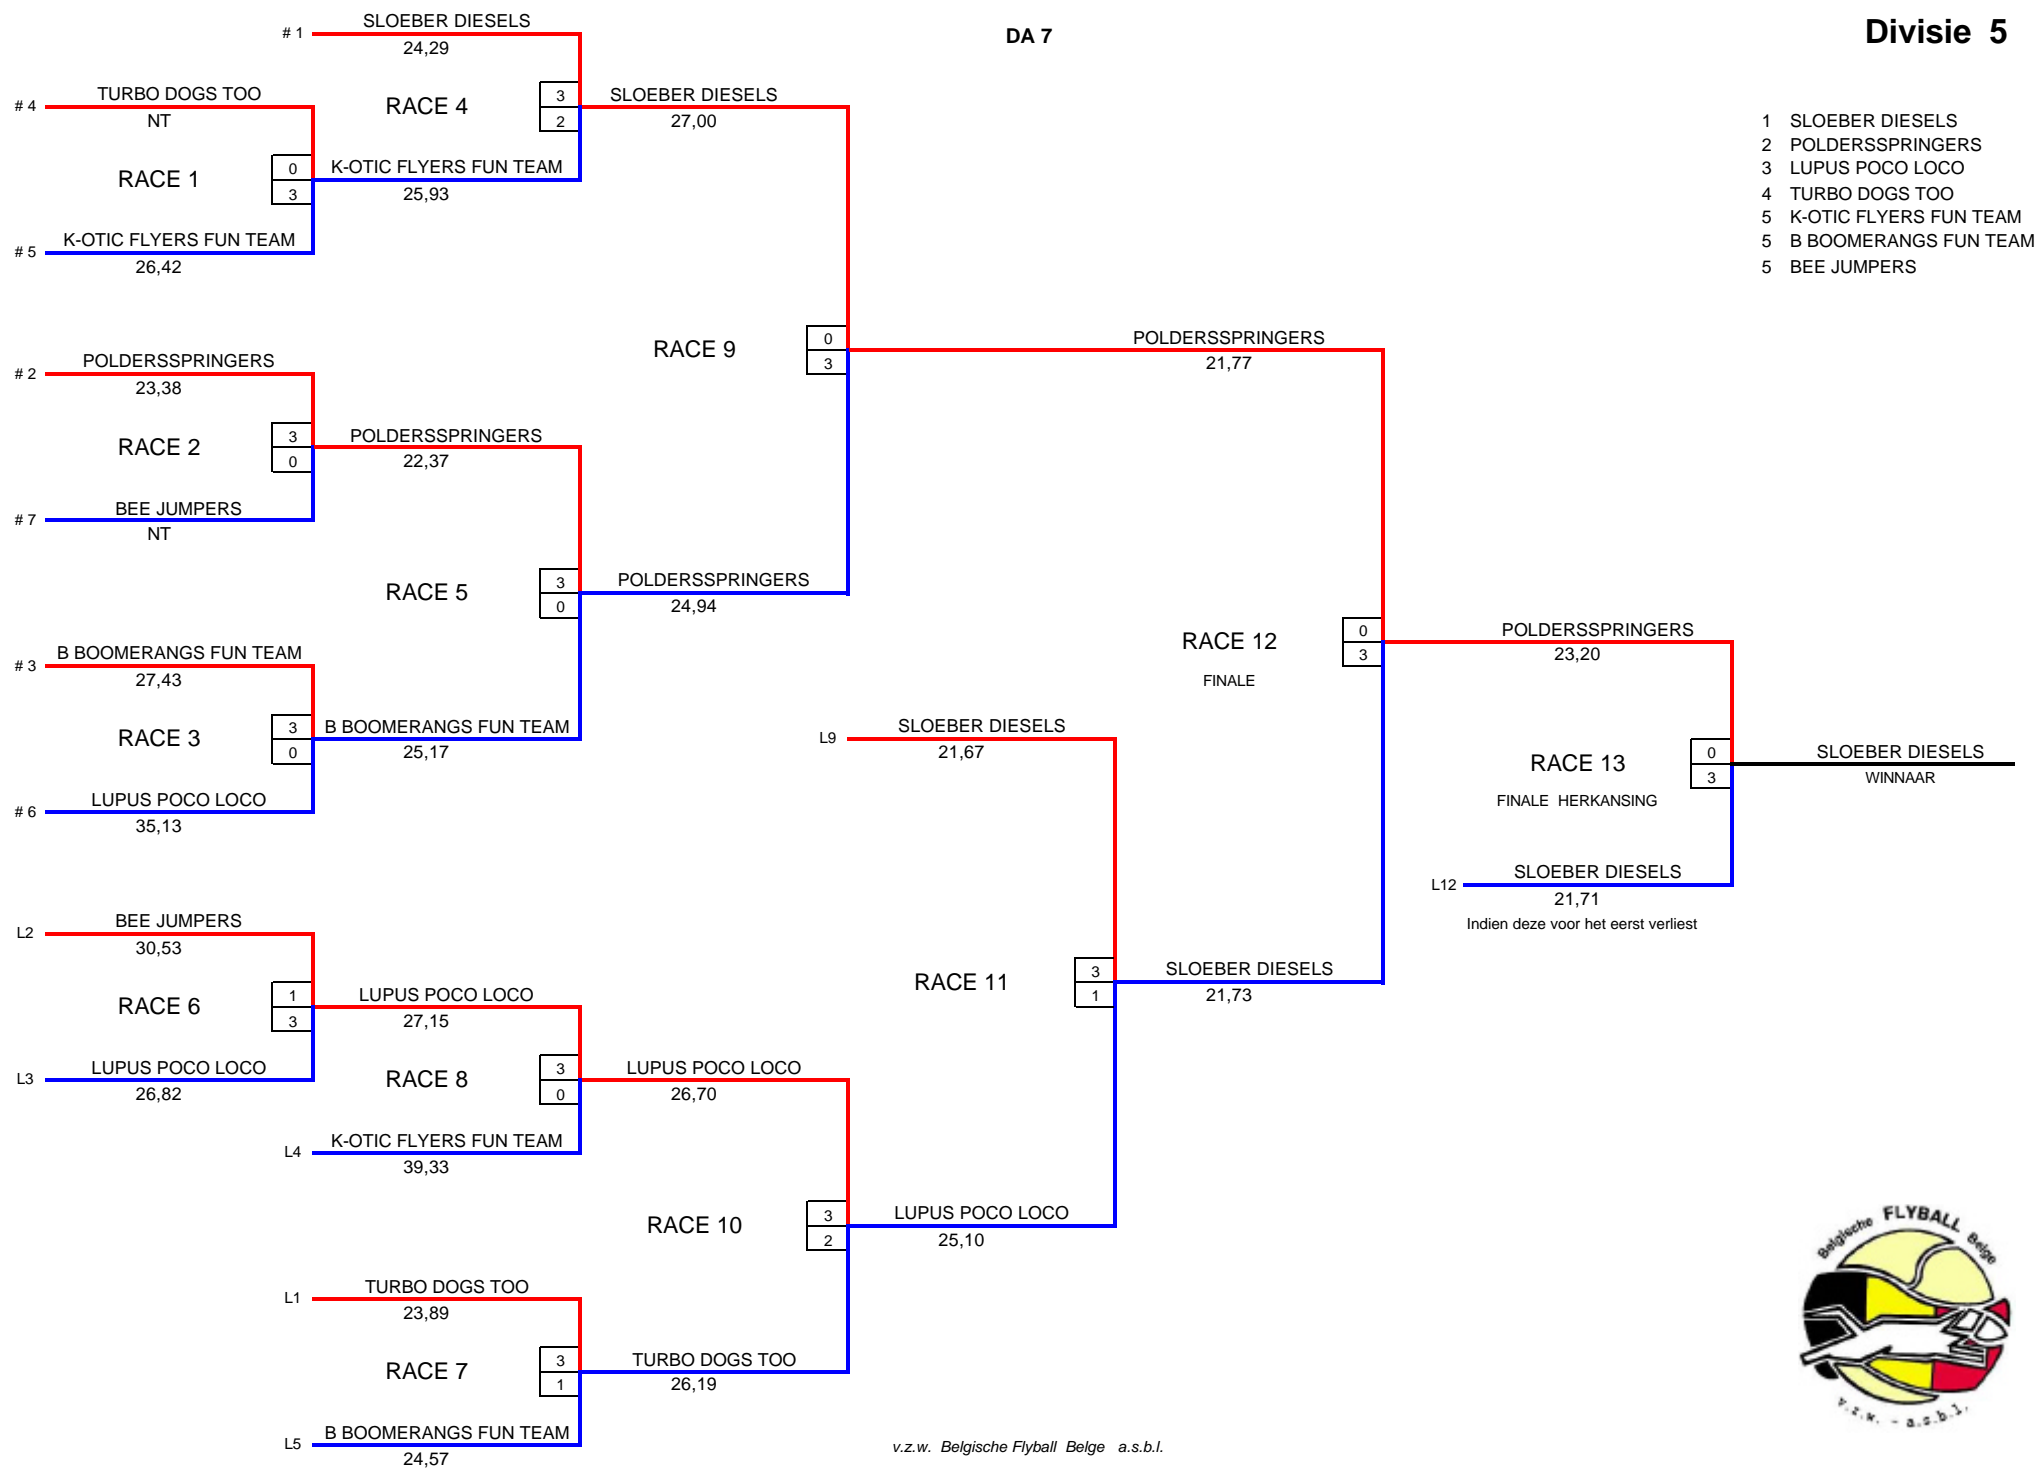 DA 7
Divisie 5
1 SLOEBER DIESELS
2 POLDERSSPRINGERS
3 LUPUS POCO LOCO
4 TURBO DOGS TOO
5 K-OTIC FLYERS FUN TEAM
5 B BOOMERANGS FUN TEAM
5 BEE JUMPERS
# 1 SLOEBER DIESELS
24,29
# 4 TURBO DOGS TOO
NT
RACE 1
0
3
# 5 K-OTIC FLYERS FUN TEAM
26,42
RACE 4
3
2
K-OTIC FLYERS FUN TEAM
25,93
SLOEBER DIESELS
27,00
# 2 POLDERSSPRINGERS
23,38
RACE 2
3
0
# 7 BEE JUMPERS
NT
POLDERSSPRINGERS
22,37
RACE 5
3
0
POLDERSSPRINGERS
24,94
# 3 B BOOMERANGS FUN TEAM
27,43
RACE 3
3
0
# 6 LUPUS POCO LOCO
35,13
B BOOMERANGS FUN TEAM
25,17
RACE 9
0
3
POLDERSSPRINGERS
21,77
L2 BEE JUMPERS
30,53
RACE 6
1
3
L3 LUPUS POCO LOCO
26,82
LUPUS POCO LOCO
27,15
RACE 8
3
0
L4 K-OTIC FLYERS FUN TEAM
39,33
LUPUS POCO LOCO
26,70
RACE 10
3
2
L1 TURBO DOGS TOO
23,89
RACE 7
3
1
L5 B BOOMERANGS FUN TEAM
24,57
TURBO DOGS TOO
26,19
LUPUS POCO LOCO
25,10
L9 SLOEBER DIESELS
21,67
RACE 11
3
1
SLOEBER DIESELS
21,73
RACE 12
FINALE
0
3
POLDERSSPRINGERS
23,20
RACE 13
FINALE HERKANSING
0
3
L12 SLOEBER DIESELS
21,71
Indien deze voor het eerst verliest
SLOEBER DIESELS
WINNAAR
v.z.w. Belgische Flyball Belge a.s.b.l.
Belgische FLYBALL Belge
v.z.w. - a.s.b.l.